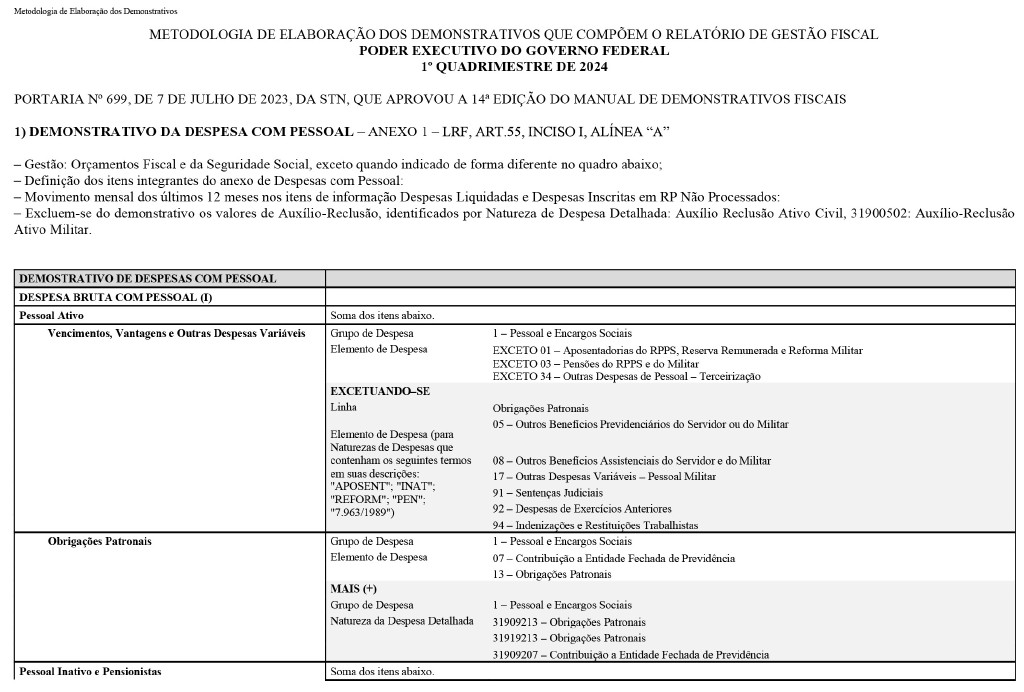 Metodologia de Elaboração dos Demonstrativos
METODOLOGIA DE ELABORAÇÃO DOS DEMONSTRATIVOS QUE COMPÕEM O RELATÓRIO DE GESTÃO FISCAL
PODER EXECUTIVO DO GOVERNO FEDERAL
1º QUADRIMESTRE DE 2024
PORTARIA Nº 699, DE 7 DE JULHO DE 2023, DA STN, QUE APROVOU A 14ª EDIÇÃO DO MANUAL DE DEMONSTRATIVOS FISCAIS
1) DEMONSTRATIVO DA DESPESA COM PESSOAL – ANEXO 1 – LRF, ART.55, INCISO I, ALÍNEA “A”
– Gestão: Orçamentos Fiscal e da Seguridade Social, exceto quando indicado de forma diferente no quadro abaixo;
– Definição dos itens integrantes do anexo de Despesas com Pessoal:
– Movimento mensal dos últimos 12 meses nos itens de informação Despesas Liquidadas e Despesas Inscritas em RP Não Processados:
– Excluem-se do demonstrativo os valores de Auxílio-Reclusão, identificados por Natureza de Despesa Detalhada: Auxílio Reclusão Ativo Civil, 31900502: Auxílio-Reclusão
Ativo Militar.
DEMOSTRATIVO DE DESPESAS COM PESSOAL
DESPESA BRUTA COM PESSOAL (I)
Pessoal Ativo Soma dos itens abaixo.
Vencimentos, Vantagens e Outras Despesas Variáveis Grupo de Despesa 1 – Pessoal e Encargos Sociais
Elemento de Despesa EXCETO 01 – Aposentadorias do RPPS, Reserva Remunerada e Reforma Militar
EXCETO 03 – Pensões do RPPS e do Militar
EXCETO 34 – Outras Despesas de Pessoal – Terceirização
EXCETUANDO–SE
Linha Obrigações Patronais
05 – Outros Benefícios Previdenciários do Servidor ou do Militar
Elemento de Despesa (para
Naturezas de Despesas que
contenham os seguintes termos
em suas descrições:
"APOSENT"; "INAT";
"REFORM"; "PEN";
"7.963/1989")
08 – Outros Benefícios Assistenciais do Servidor e do Militar
17 – Outras Despesas Variáveis – Pessoal Militar
91 – Sentenças Judiciais
92 – Despesas de Exercícios Anteriores
94 – Indenizações e Restituições Trabalhistas
Obrigações Patronais Grupo de Despesa 1 – Pessoal e Encargos Sociais
Elemento de Despesa 07 – Contribuição a Entidade Fechada de Previdência
13 – Obrigações Patronais
MAIS (+)
Grupo de Despesa 1 – Pessoal e Encargos Sociais
Natureza da Despesa Detalhada 31909213 – Obrigações Patronais
31919213 – Obrigações Patronais
31909207 – Contribuição a Entidade Fechada de Previdência
Pessoal Inativo e Pensionistas Soma dos itens abaixo.